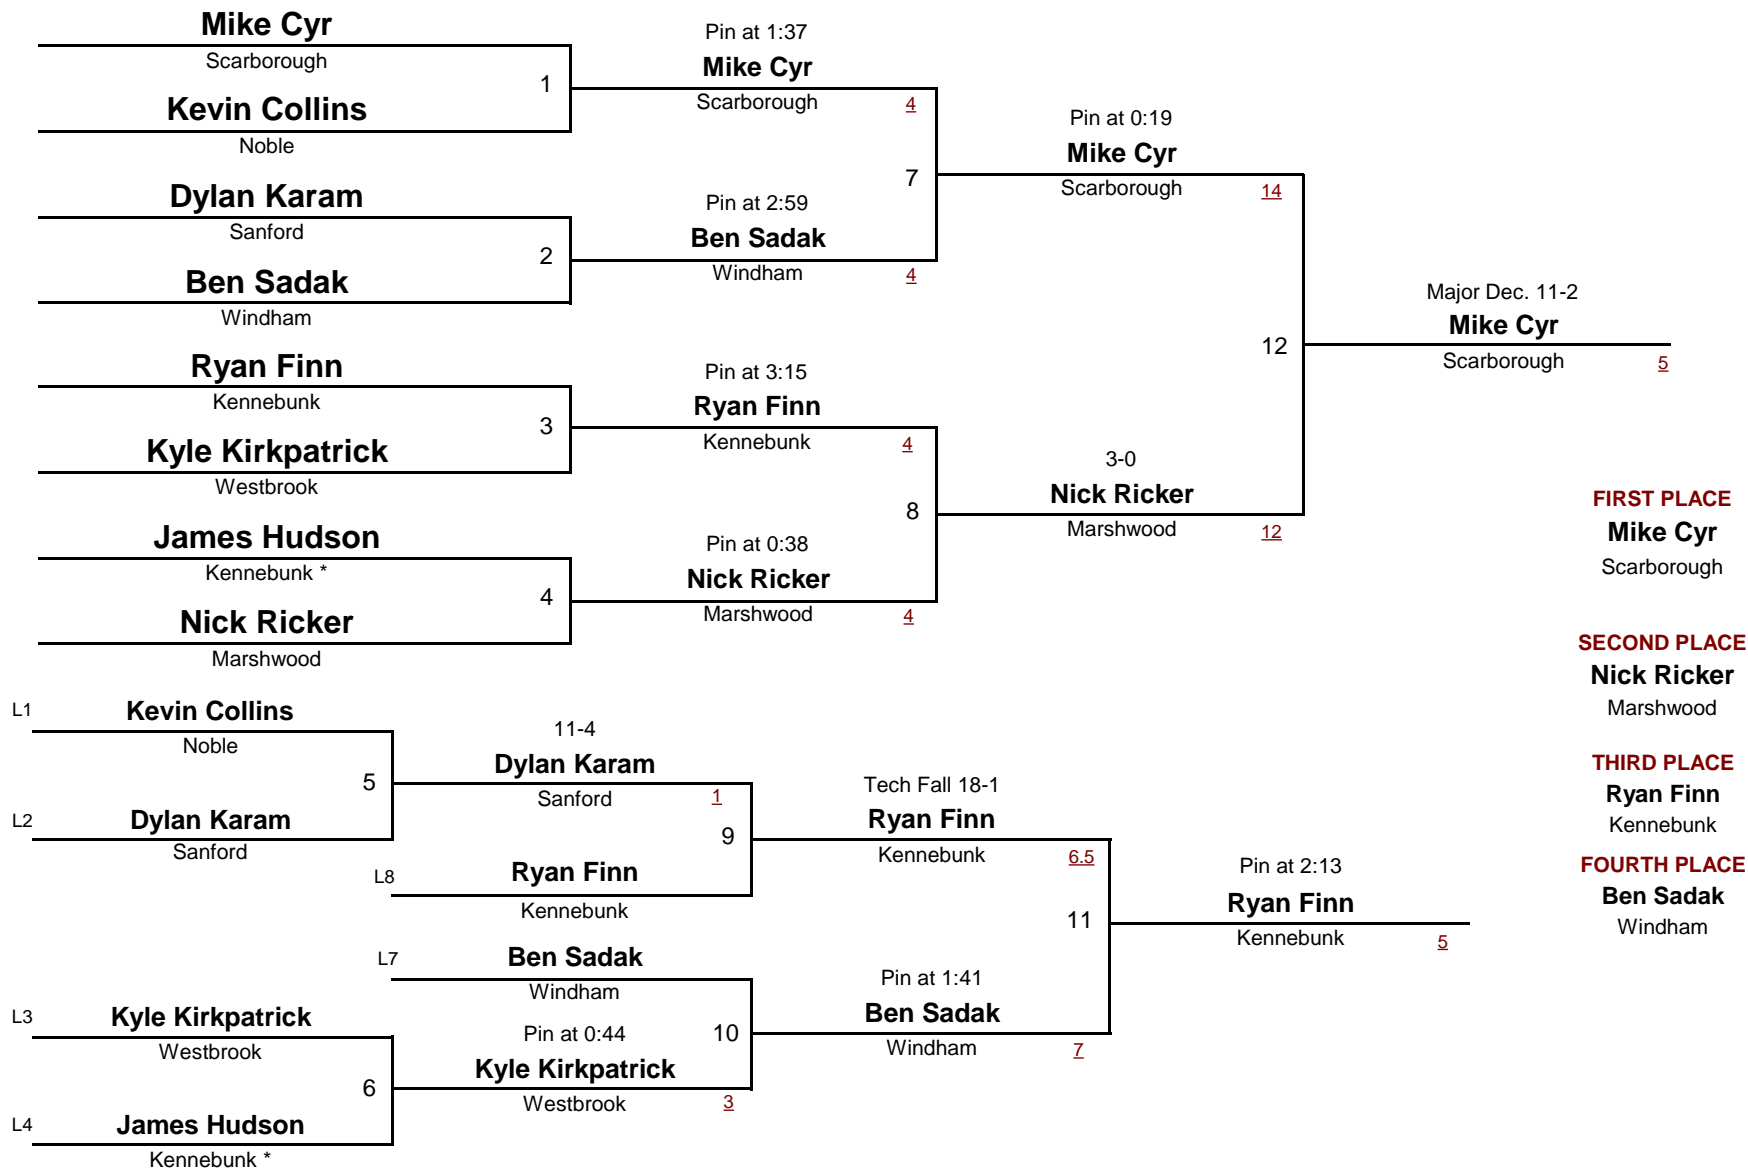 Mike Cyr
Scarborough
1
Kevin Collins
Noble
Dylan Karam
Sanford
2
Ben Sadak
Windham
Ryan Finn
Kennebunk
3
Kyle Kirkpatrick
Westbrook
James Hudson
Kennebunk *
4
Nick Ricker
Marshwood
Pin at 1:37
Mike Cyr
Scarborough
4
7
Pin at 2:59
Ben Sadak
Windham
4
Pin at 3:15
Ryan Finn
Kennebunk
4
8
Pin at 0:38
Nick Ricker
Marshwood
4
Pin at 0:19
Mike Cyr
Scarborough
14
12
3-0
Nick Ricker
Marshwood
12
Major Dec. 11-2
Mike Cyr
Scarborough
5
FIRST PLACE
Mike Cyr
Scarborough
SECOND PLACE
Nick Ricker
Marshwood
THIRD PLACE
Ryan Finn
Kennebunk
FOURTH PLACE
Ben Sadak
Windham
L1
Kevin Collins
Noble
5
L2
Dylan Karam
Sanford
11-4
Dylan Karam
Sanford
1
9
L8
Ryan Finn
Kennebunk
L7
Ben Sadak
Windham
10
L3
Kyle Kirkpatrick
Westbrook
6
L4
James Hudson
Kennebunk *
Pin at 0:44
Kyle Kirkpatrick
Westbrook
3
Tech Fall 18-1
Ryan Finn
Kennebunk
6.5
11
Pin at 1:41
Ben Sadak
Windham
7
Pin at 2:13
Ryan Finn
Kennebunk
5